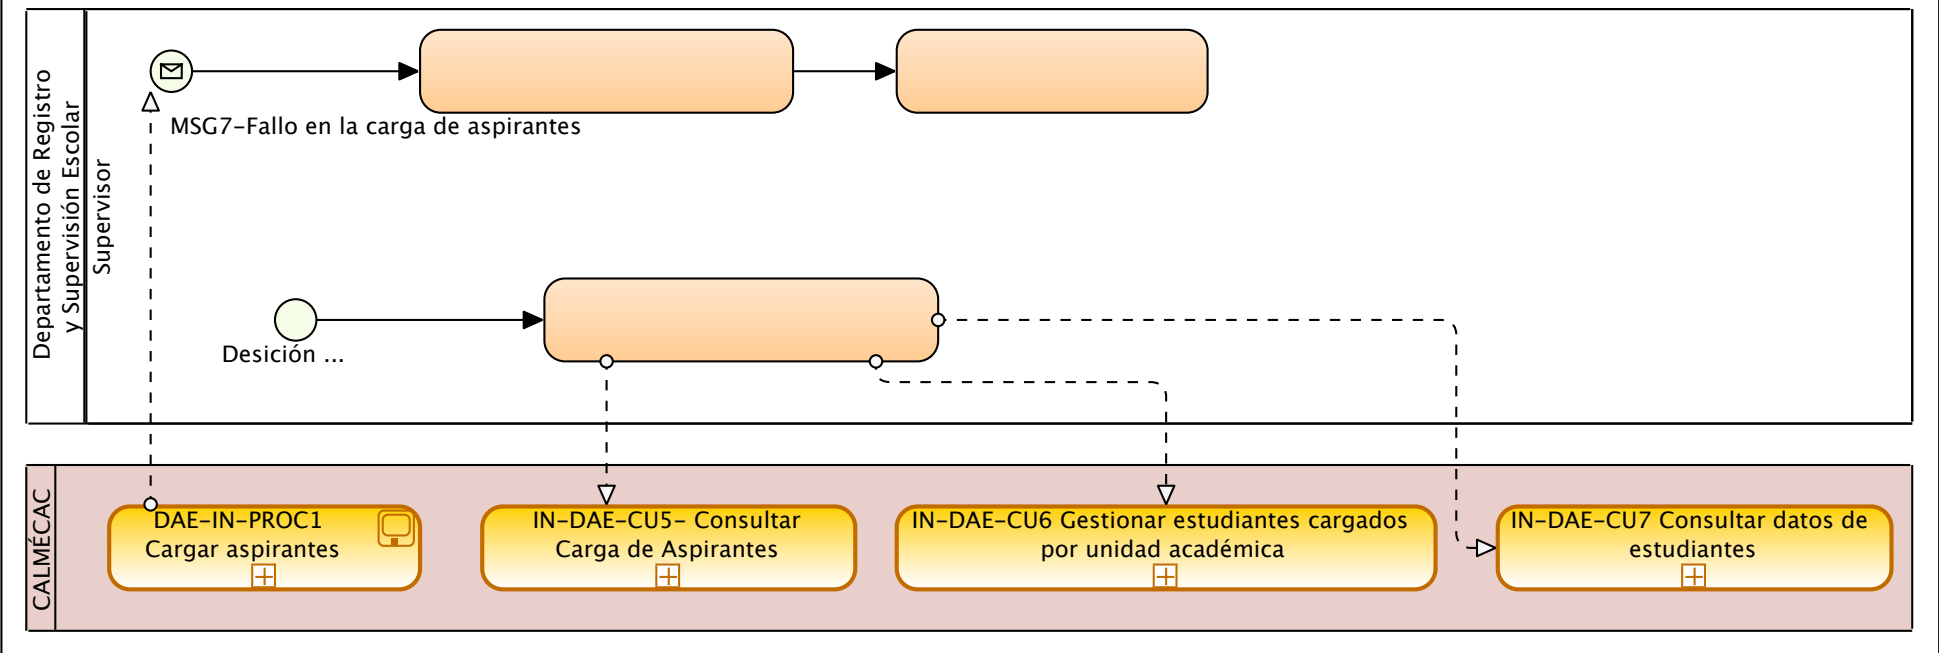 Departamento de Registro
y Supervisión Escolar
Supervisor
MSG7-Fallo en la carga de aspirantes
Desición ...
CALMÉCAC
DAE-IN-PROC1
Cargar aspirantes
IN-DAE-CU5- Consultar
Carga de Aspirantes
IN-DAE-CU6 Gestionar estudiantes cargados
por unidad académica
IN-DAE-CU7 Consultar datos de
estudiantes